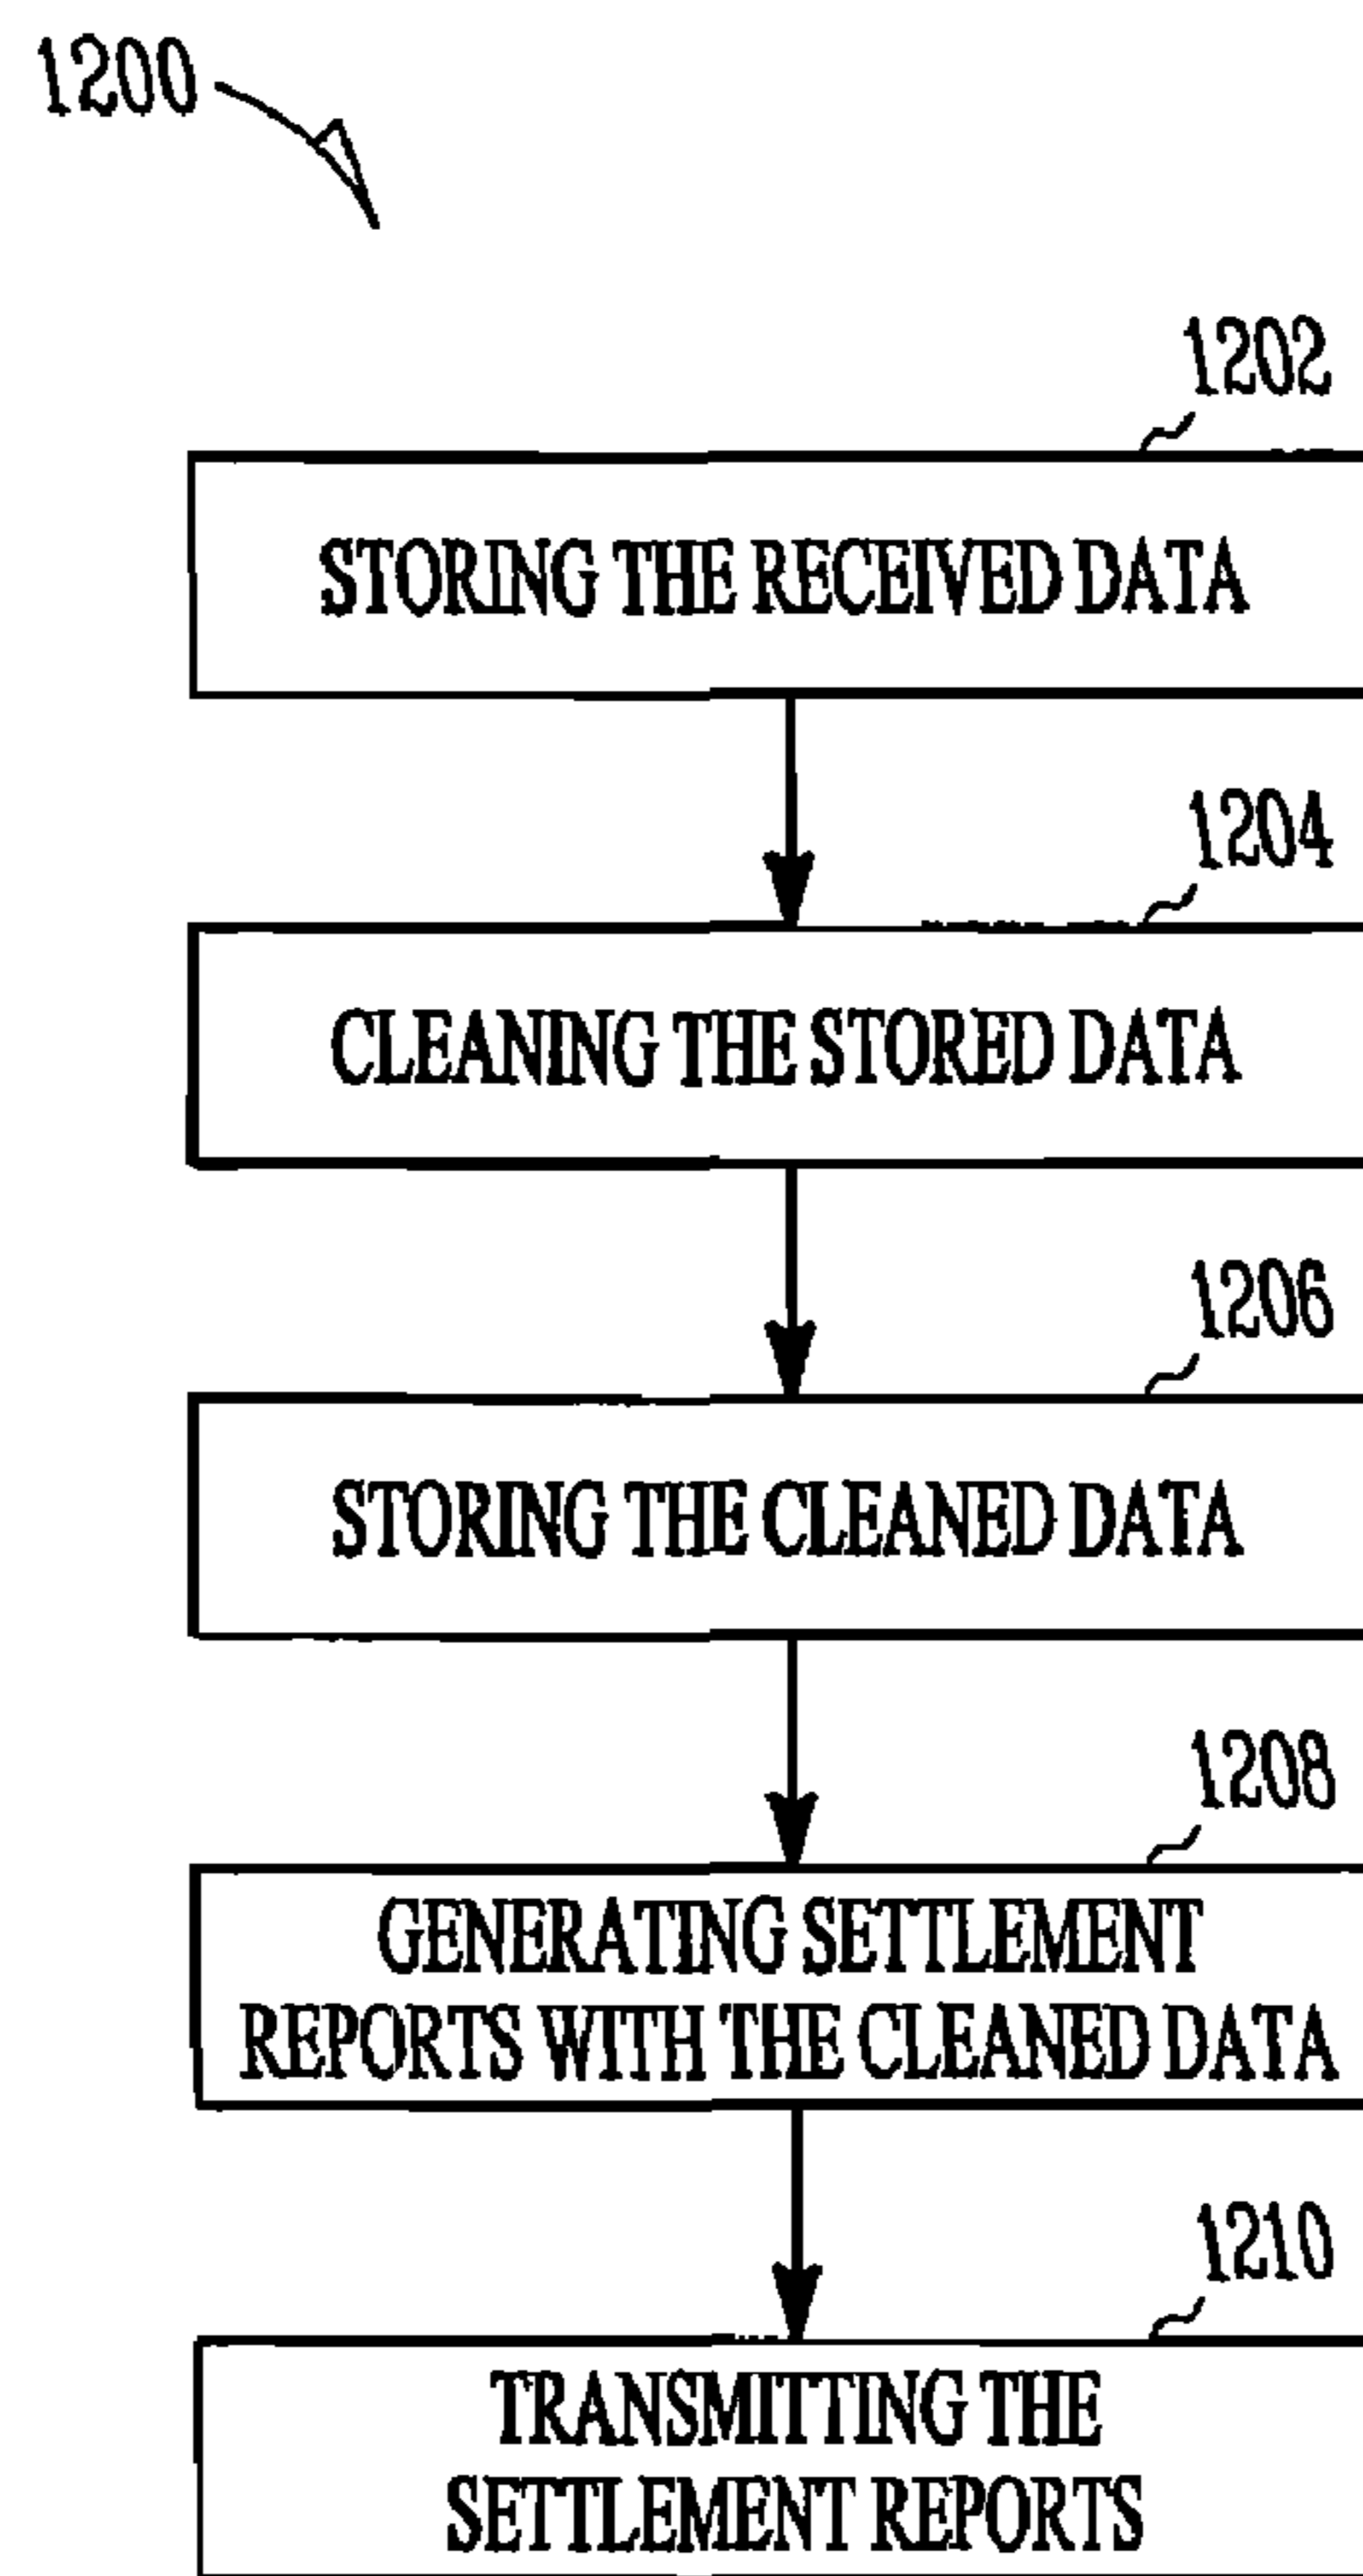 1200
1202
STORING THE RECEIVED DATA
1204
CLEANING THE STORED DATA
1206
STORING THE CLEANED DATA
1208
GENERATING SETTLEMENT
REPORTS WITH THE CLEANED DATA
1210
TRANSMITTING THE
SETTLEMENT REPORTS